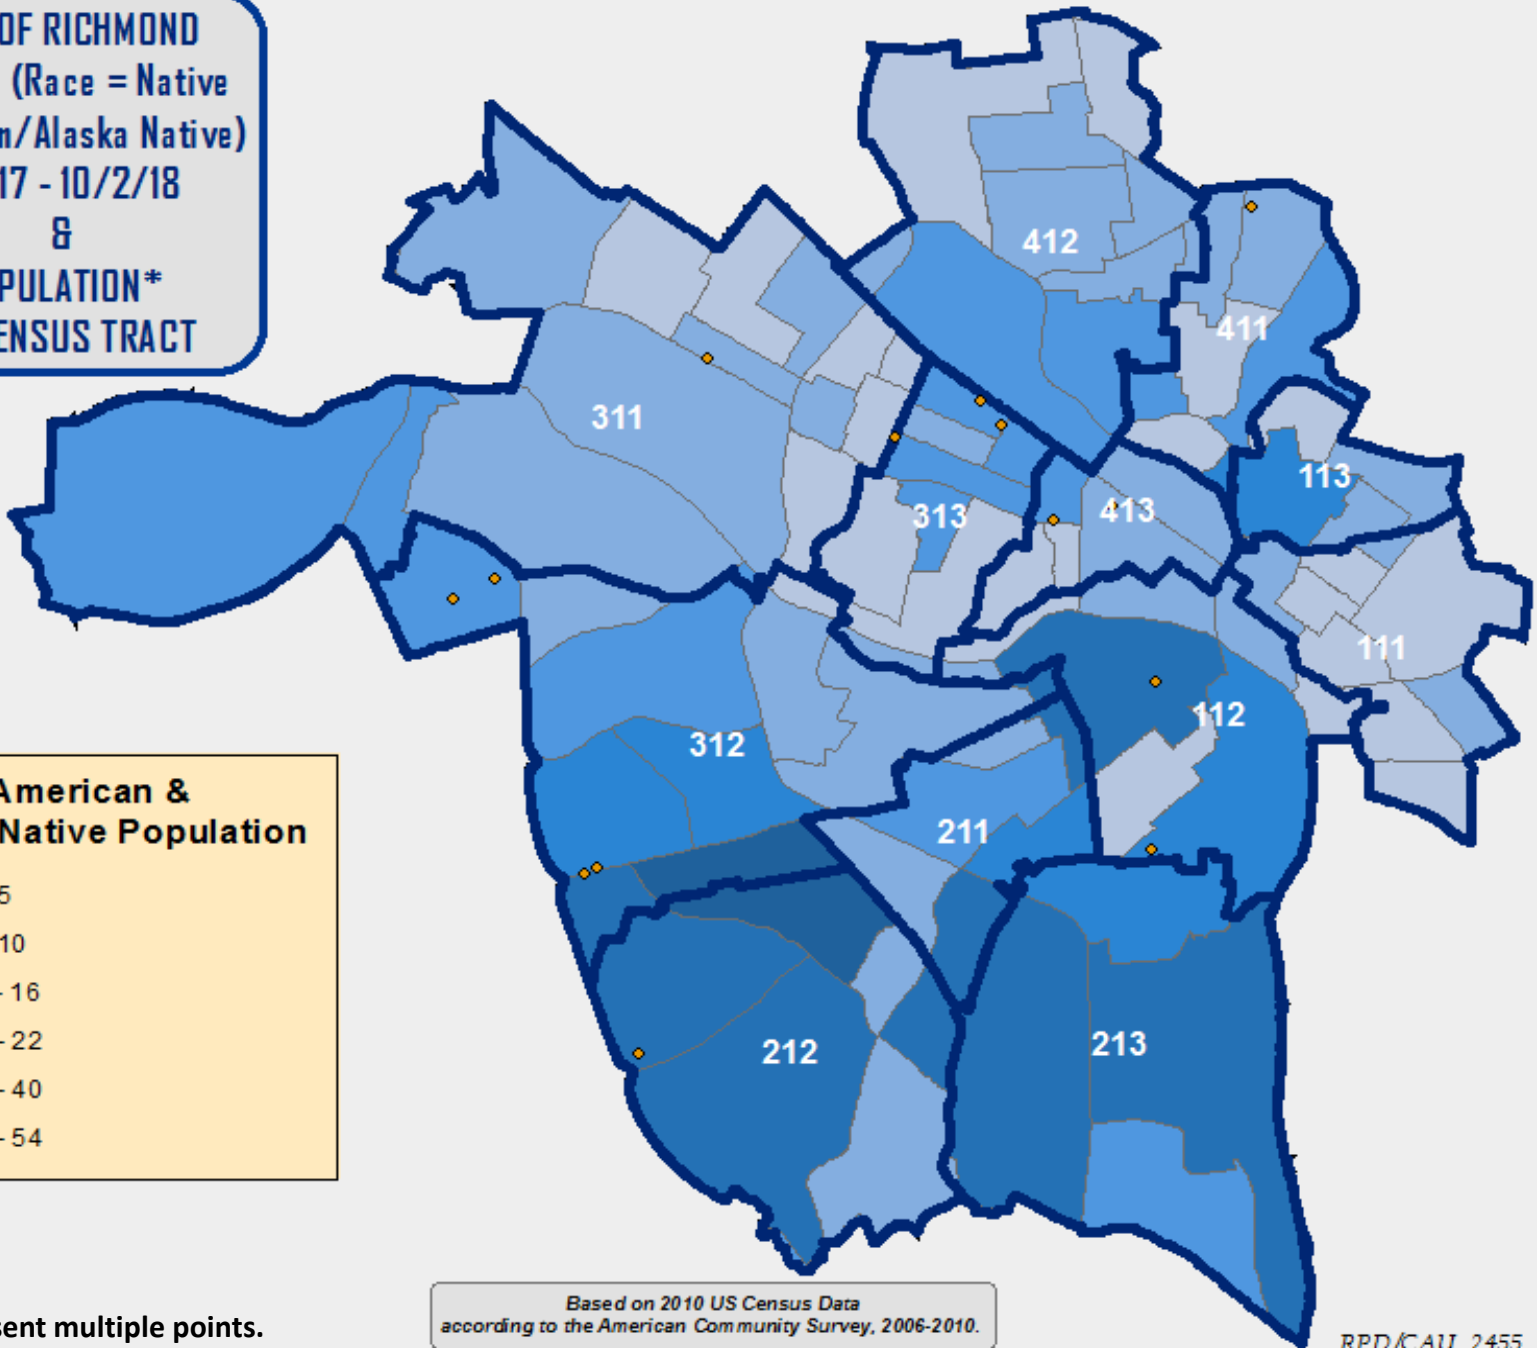 OF RICHMOND
(Race = Native
/Alaska Native)
17 - 10/2/18
&
PULATION*
ENSUS TRACT
412
411
311
113
313
413
111
112
312
211
212
213
American &
Native Population
5
10
- 16
- 22
- 40
- 54
sent multiple points.
Based on 2010 US Census Data
according to the American Community Survey, 2006-2010.
RPD/CAU 2455